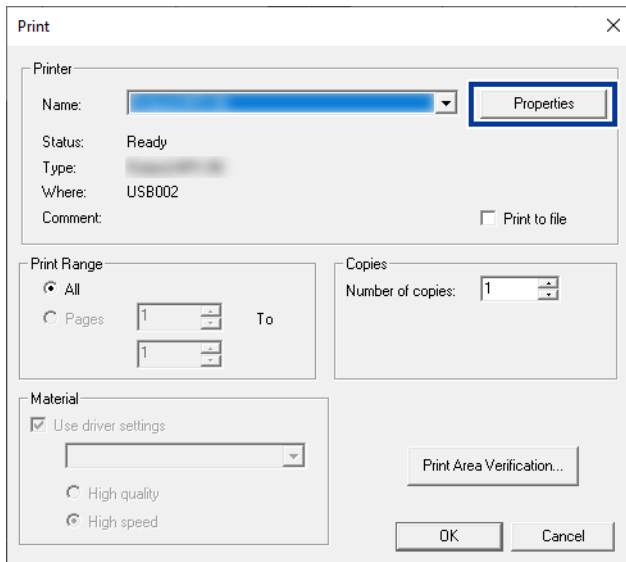 Print
Printer
Name:
Properties
Status: Ready
Type:
Where: USB002
Comment:
Print to file
Print Range
All
Pages 1 To
1
Copies
Number of copies: 1
Material
Use driver settings
High quality
High speed
Print Area Verification...
OK Cancel